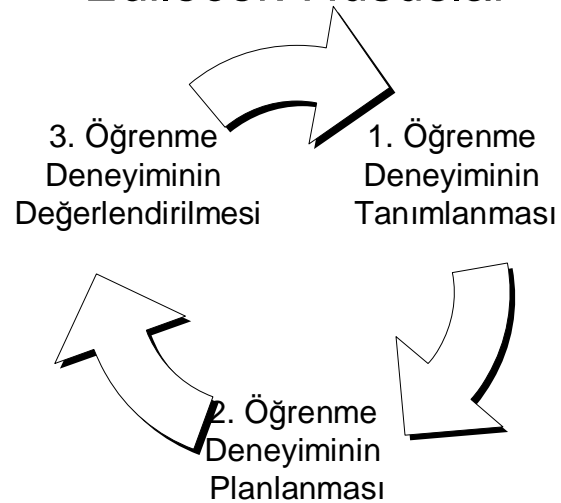 3. Öğrenme
Deneyiminin
Değerlendirilmesi
1. Öğrenme
Deneyiminin
Tanımlanması
2. Öğrenme
Deneyiminin
Planlanması